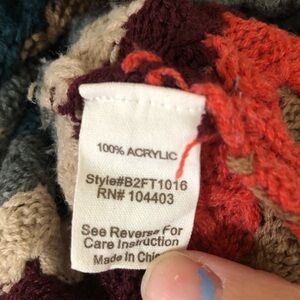 100% ACRYLIC
Style#B2FT1016
RN# 104403
See Reverse For
Care Instruction
Made in China